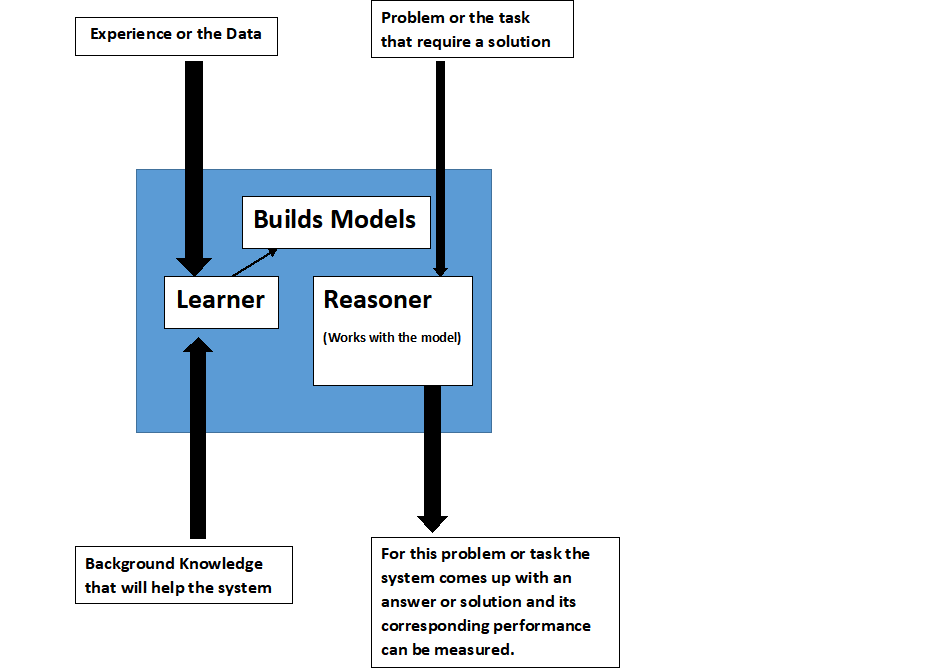 Experience or the Data
Problem or the task
that require a solution
Builds Models
Learner
Reasoner
(Works with the model)
Background Knowledge
that will help the system
For this problem or task the
system comes up with an
answer or solution and its
corresponding performance
can be measured.